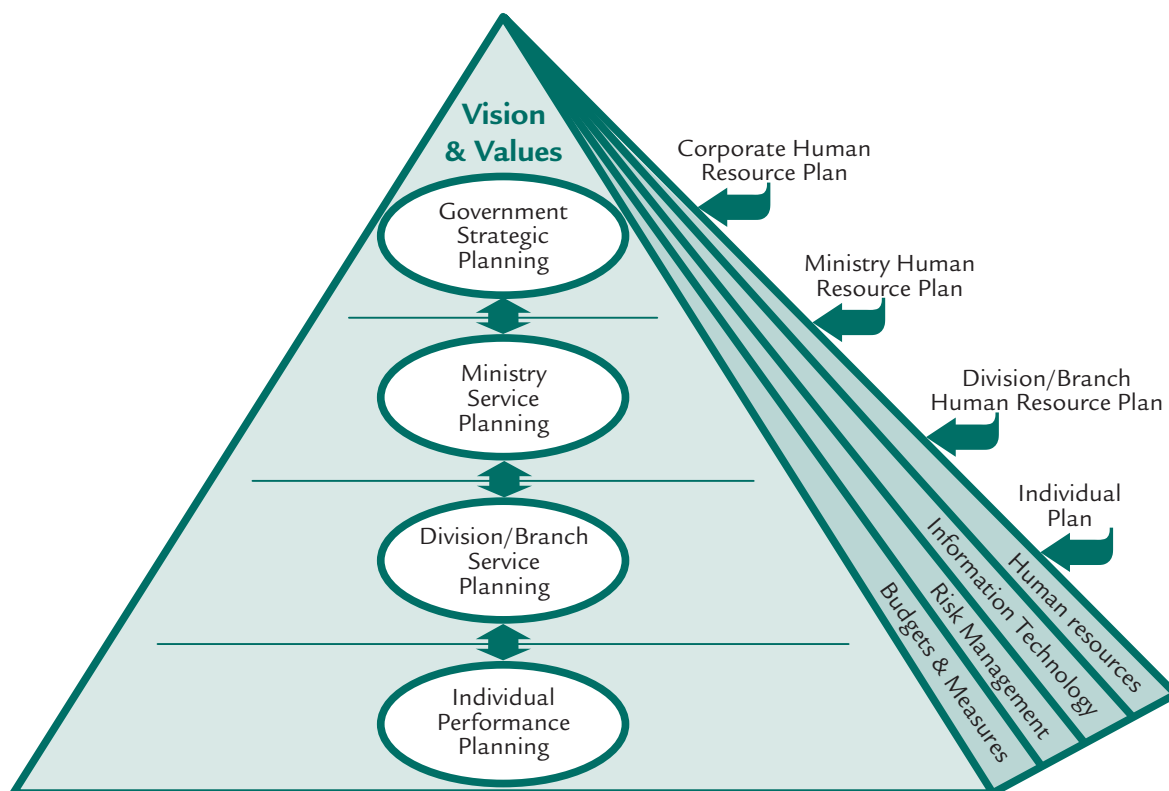 Vision
& Values
Government
Strategic
Planning
Ministry
Service
Planning
Division/Branch
Service
Planning
Individual
Performance
Planning
Corporate Human
Resource Plan
Ministry Human
Resource Plan
Division/Branch
Human Resource Plan
Individual
Plan
Budgets & Measures
Risk Management
Information Technology
Human resources